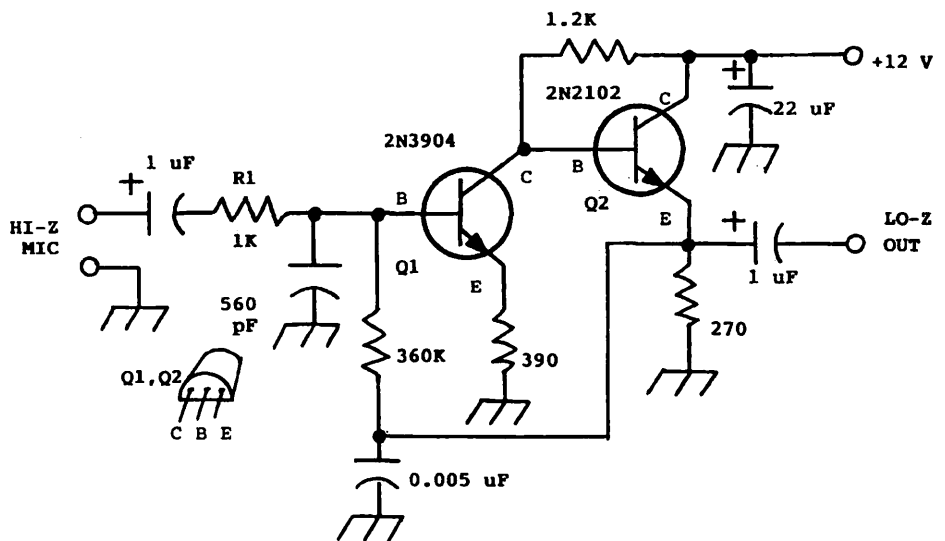 1.2K
+
+12 V
2N2102
C
22 uF
2N3904
1 uF
B
+
R1
B
C
Q2
HI-Z
MIC
1K
Q1
E
E
+
LO-Z
OUT
1 uF
560
pF
360K
390
270
Q1,Q2
C B E
0.005 uF